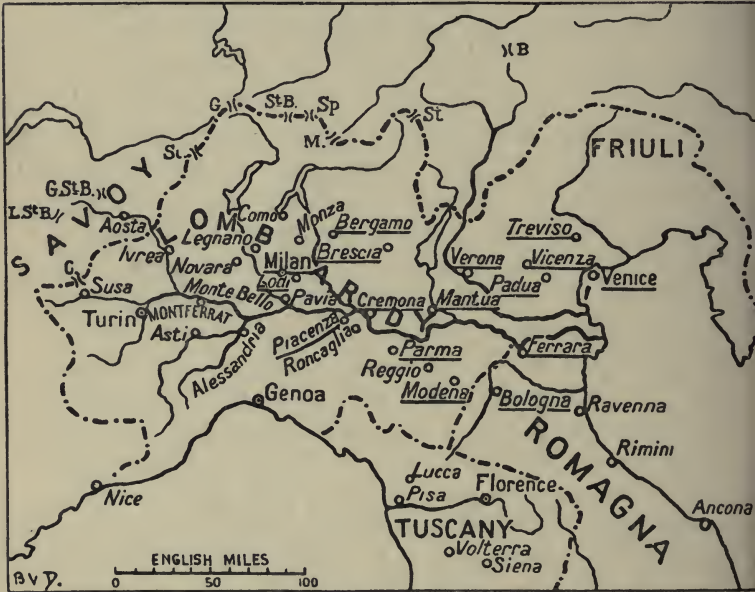 B
G.
St.B.
Sp
M.
St
Si.
FRIULI
SAVOY
G.St.B.
L.StB.
Aosta
LOMBARDY
Como
Monza
Legnano
Bergamo
Brescia
Treviso
Ivrea
Novara
Milan
Lodi
Verona
Vicenza
Padua
Venice
C.
Susa
Monte Bello
Pavia
Cremona
Mantua
Turin
MONTFERRAT
Asti
Alessandria
Piacenza
Roncaglia
Parma
Reggio
Modena
Ferrara
Genoa
Bologna
Ravenna
ROMAGNA
Rimini
Nice
Lucca
Pisa
Florence
Ancona
TUSCANY
Volterra
Siena
ENGLISH MILES
0 50 100
B V D.